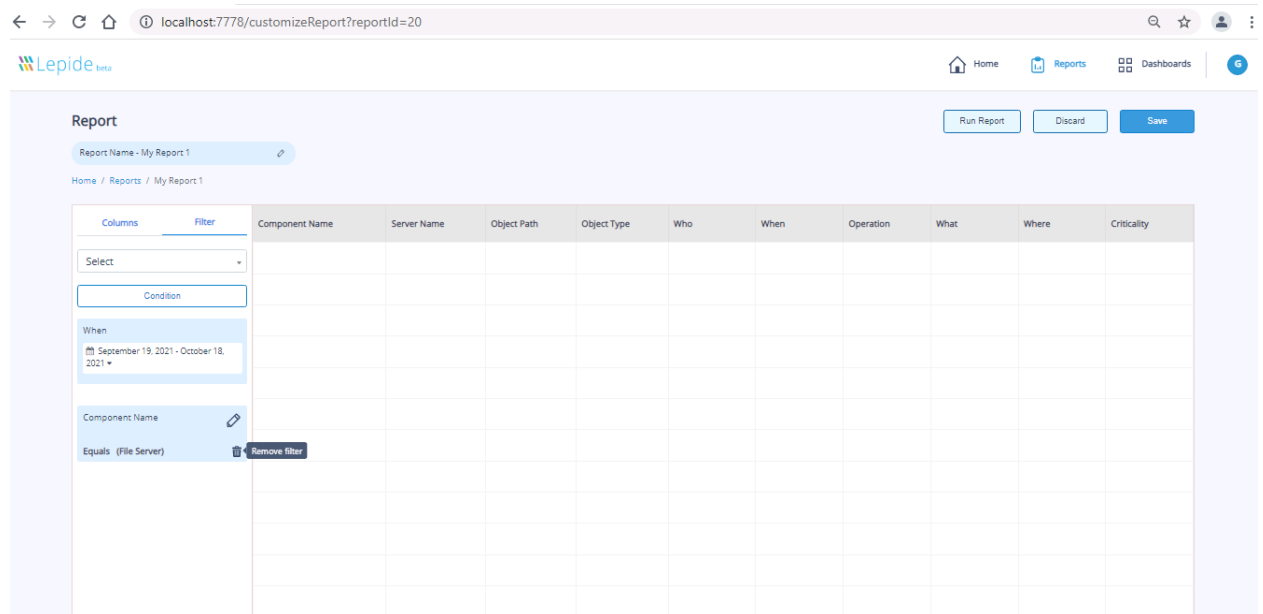 localhost:7778/customizeReport?reportId=20
Lepide beta
Home Reports Dashboards G
Report
Run Report Discard Save
Report Name - My Report 1
Home / Reports / My Report 1
Columns Filter
Component Name Server Name Object Path Object Type Who When Operation What Where Criticality
Select
Condition
When
September 19, 2021 - October 18,
2021
Component Name
Equals (File Server)
Remove filter